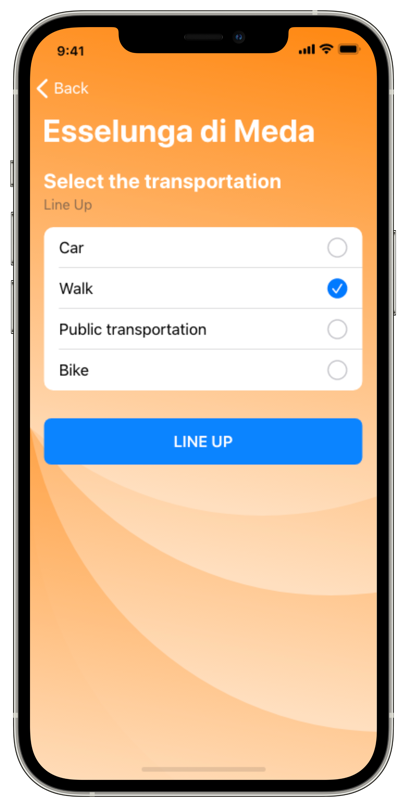 9:41
Back
Esselunga di Meda
Select the transportation
Line Up
Car
Walk
Public transportation
Bike
LINE UP